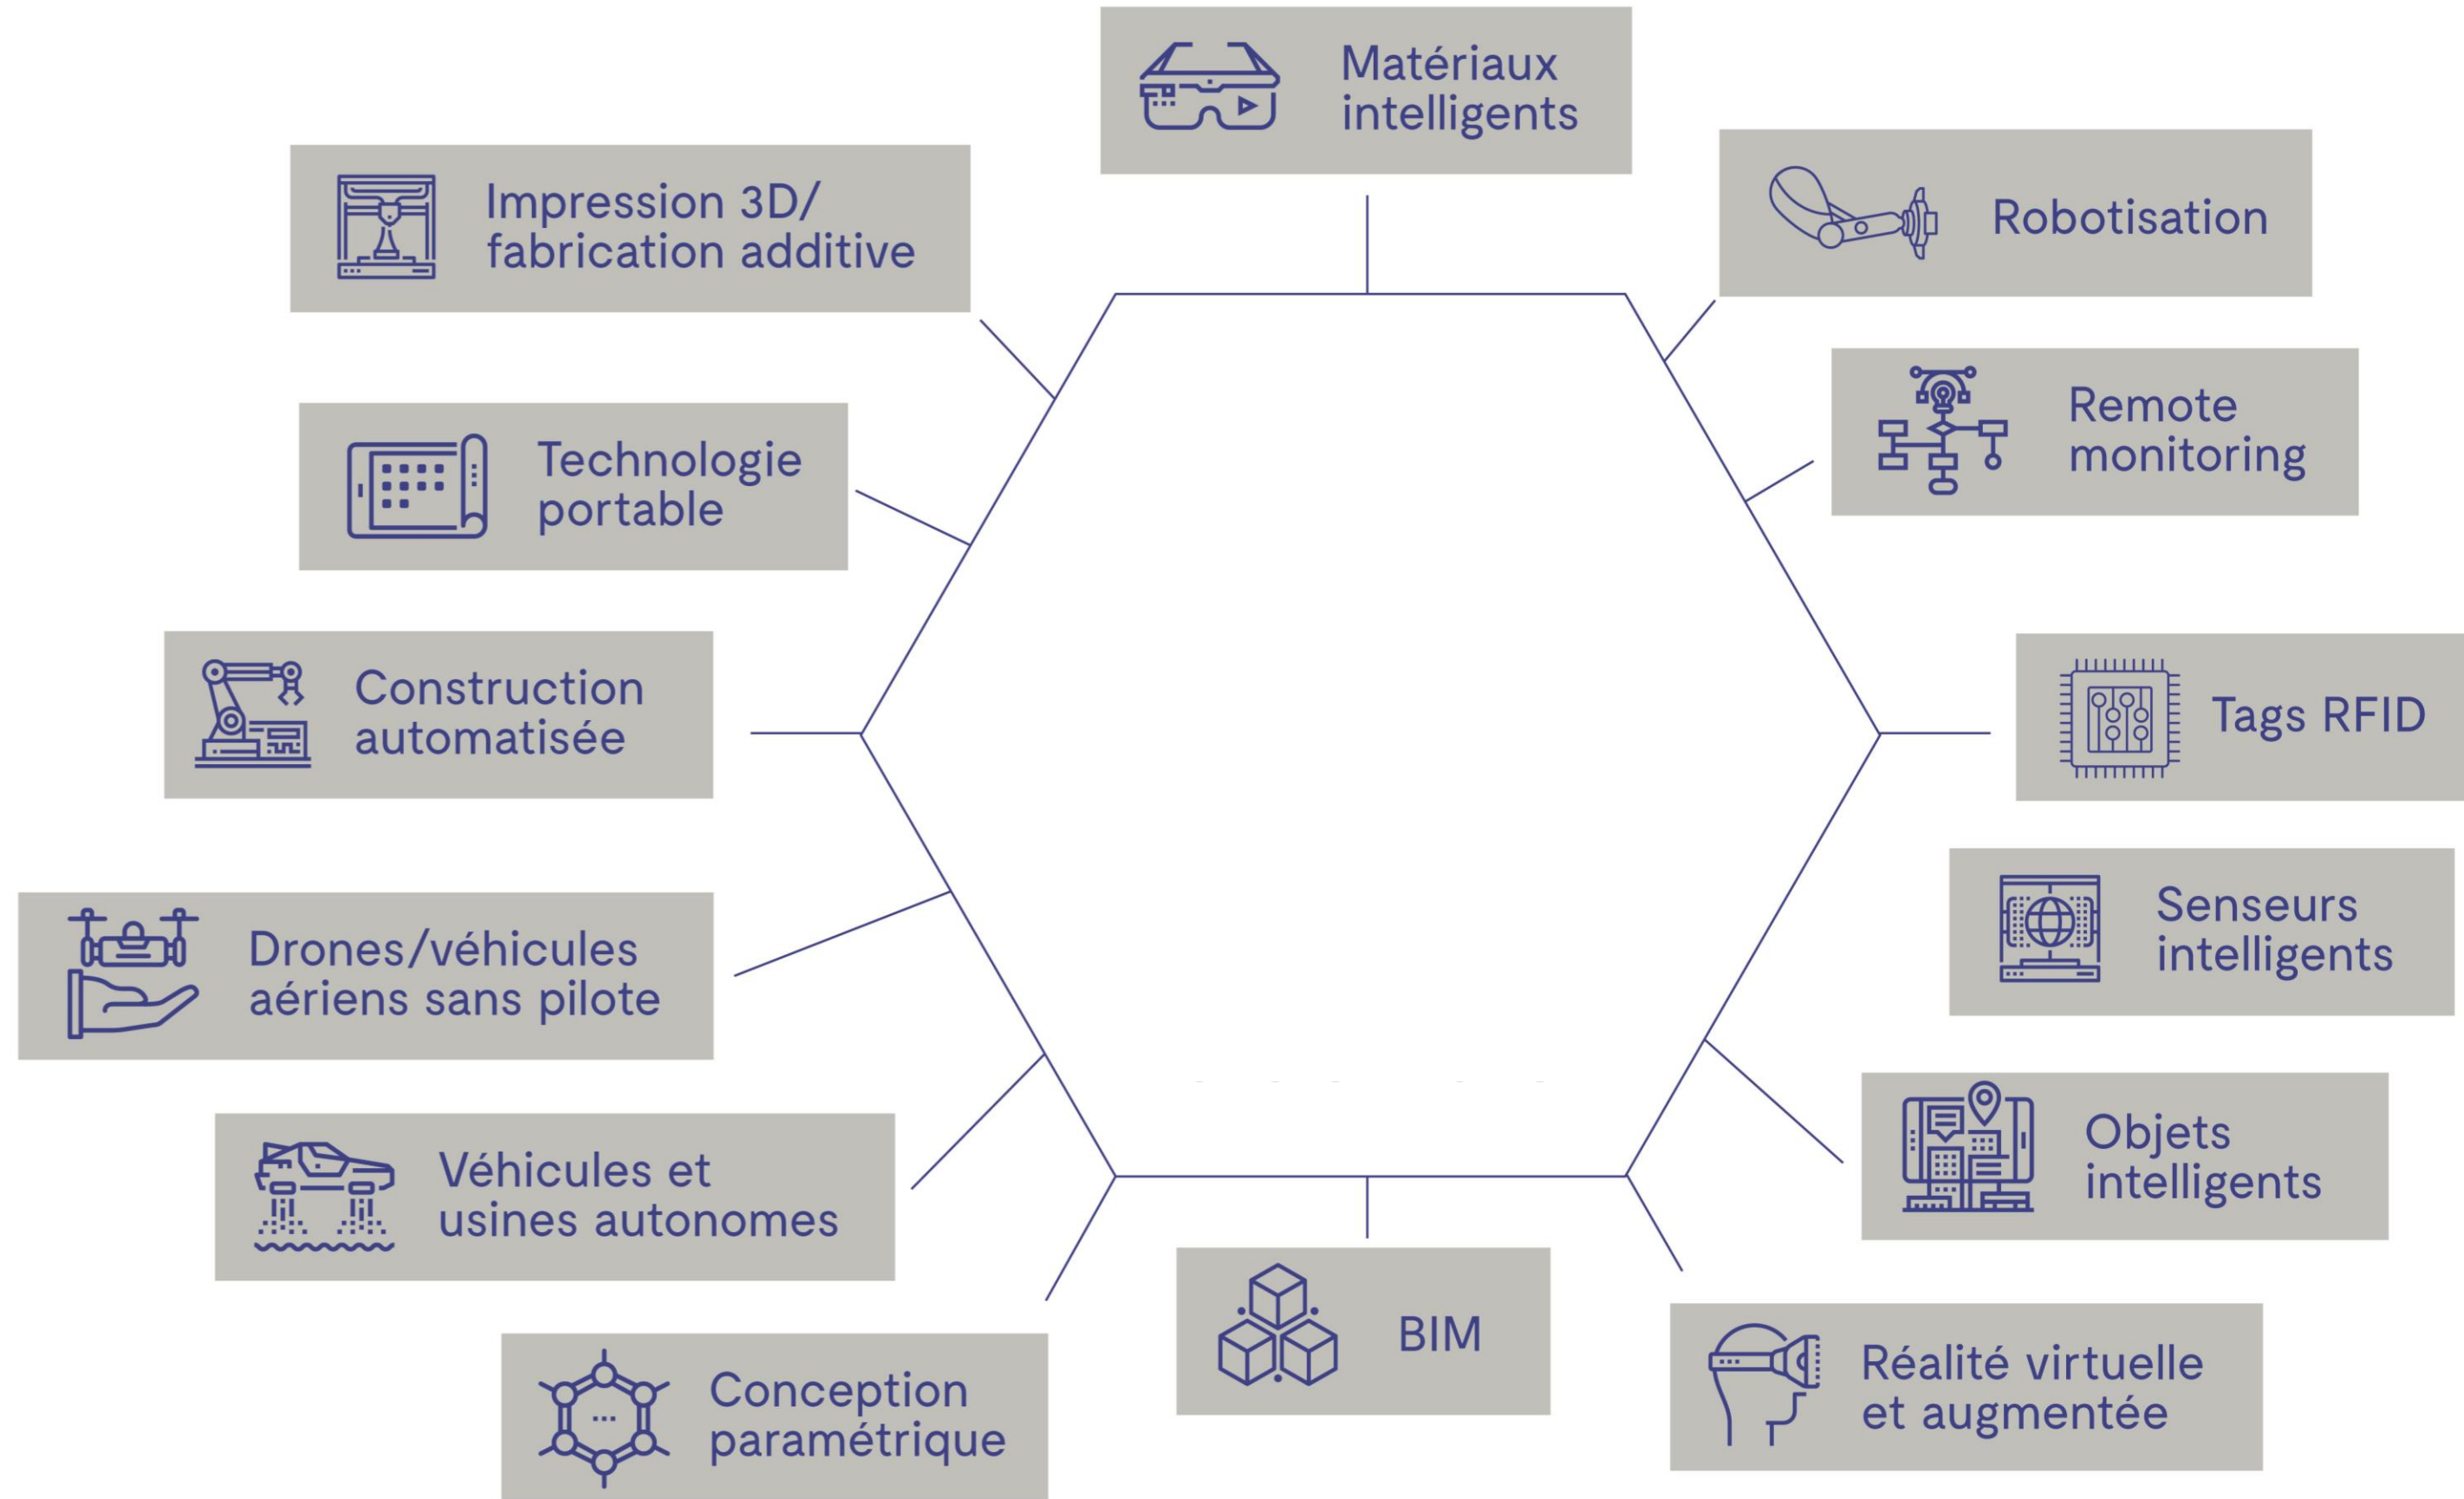 Matériaux
intelligents
Robotisation
Remote
monitoring
Tags RFID
Senseurs
intelligents
Objets
intelligents
Réalité virtuelle
et augmentée
BIM
Conception
paramétrique
Véhicules et
usines autonomes
Drones/véhicules
aériens sans pilote
Construction
automatisée
Technologie
portable
Impression 3D/
fabrication additive